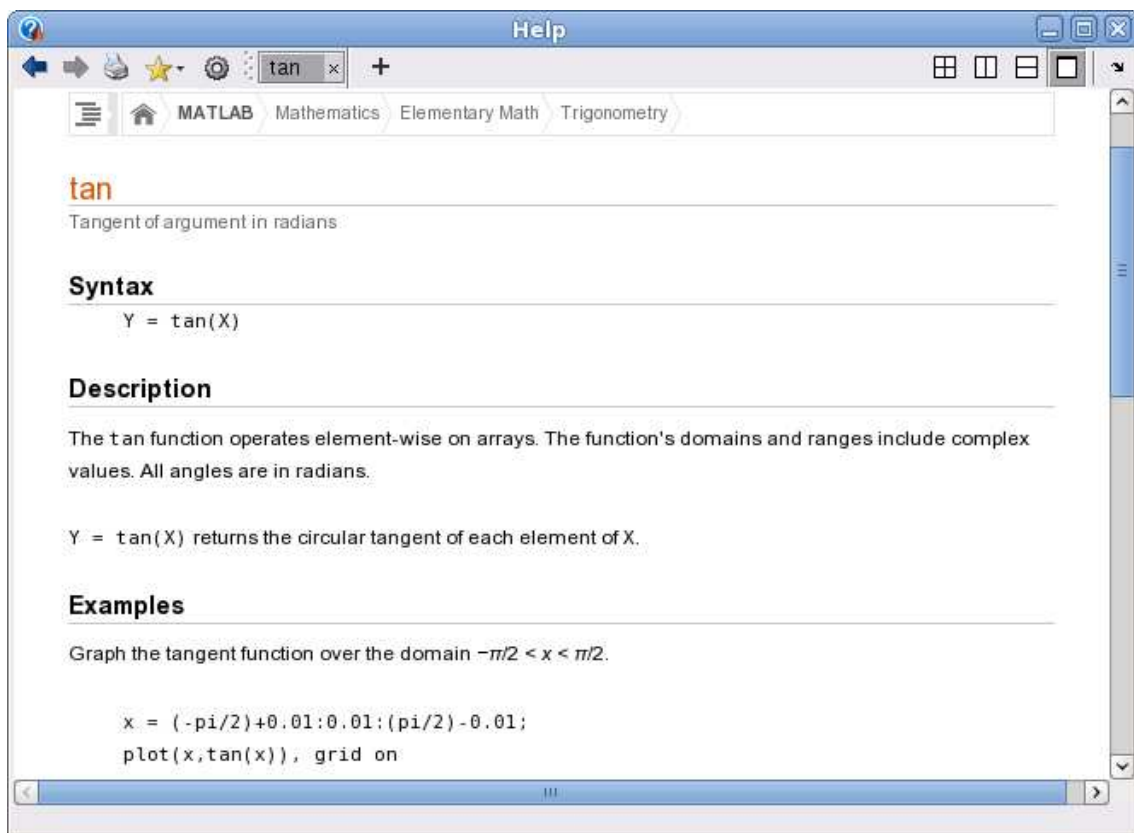 Help
tan
MATLAB Mathematics Elementary Math Trigonometry
tan
Tangent of argument in radians
Syntax
Y = tan(X)
Description
The tan function operates element-wise on arrays. The function's domains and ranges include complex
values. All angles are in radians.
Y = tan(X) returns the circular tangent of each element of X.
Examples
Graph the tangent function over the domain −π/2 < x < π/2.
x = (-pi/2)+0.01:0.01:(pi/2)-0.01;
plot(x,tan(x)), grid on